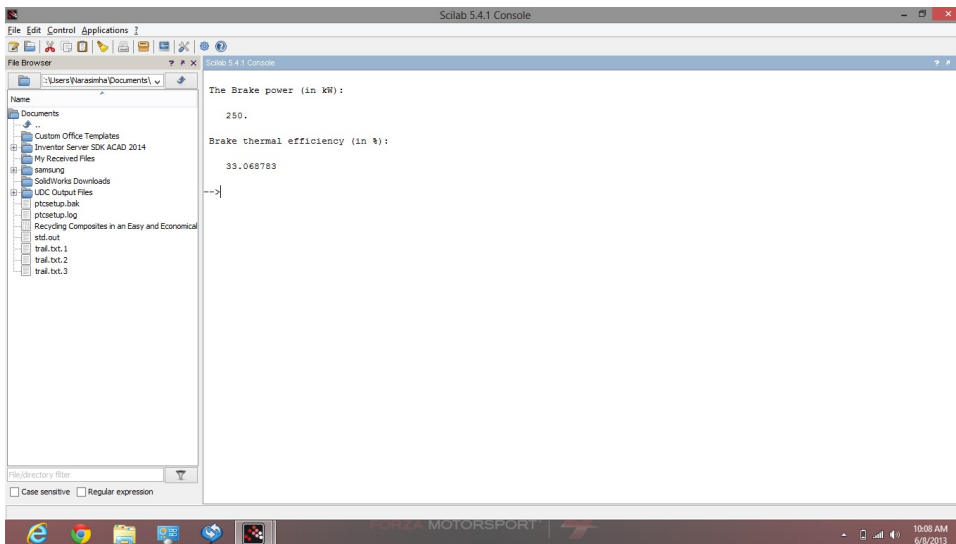 Scilab 5.4.1 Console
File Edit Control Applications ?
File Browser ? ↗ X
Scilab 5.4.1 Console ? ↗
:\Users\Narasimha\Documents\
Name
Documents
..
Custom Office Templates
Inventor Server SDK ACAD 2014
My Received Files
samsung
SolidWorks Downloads
UDC Output Files
ptcsetup.bak
ptcsetup.log
Recycling Composites in an Easy and Economical
std.out
trail.txt.1
trail.txt.2
trail.txt.3
The Brake power (in kW):
250.
Brake thermal efficiency (in %):
33.068783
-->
File/directory filter
Case sensitive Regular expression
FORZA MOTORSPORT
10:08 AM
6/8/2013